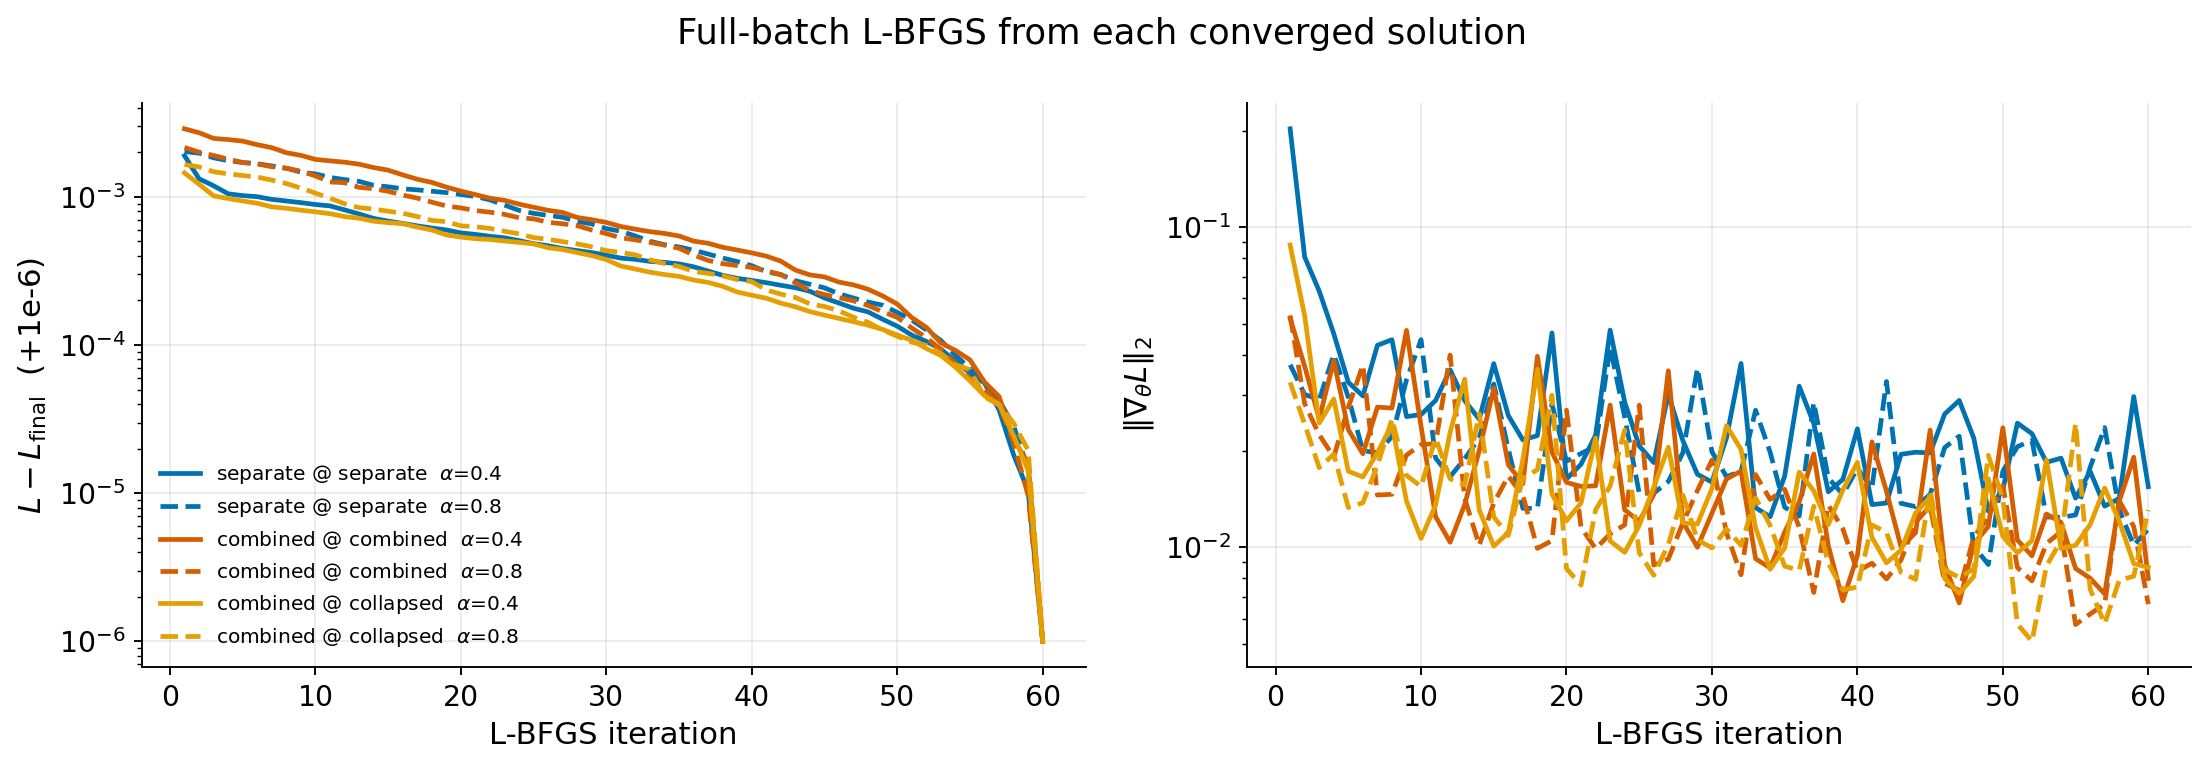 Full-batch L-BFGS from each converged solution
L − L_final (+1e-6)
10⁻³
10⁻⁴
10⁻⁵
10⁻⁶
separate @ separate α=0.4
separate @ separate α=0.8
combined @ combined α=0.4
combined @ combined α=0.8
combined @ collapsed α=0.4
combined @ collapsed α=0.8
0 10 20 30 40 50 60
L-BFGS iteration
‖∇_θ L‖₂
10⁻¹
10⁻²
0 10 20 30 40 50 60
L-BFGS iteration